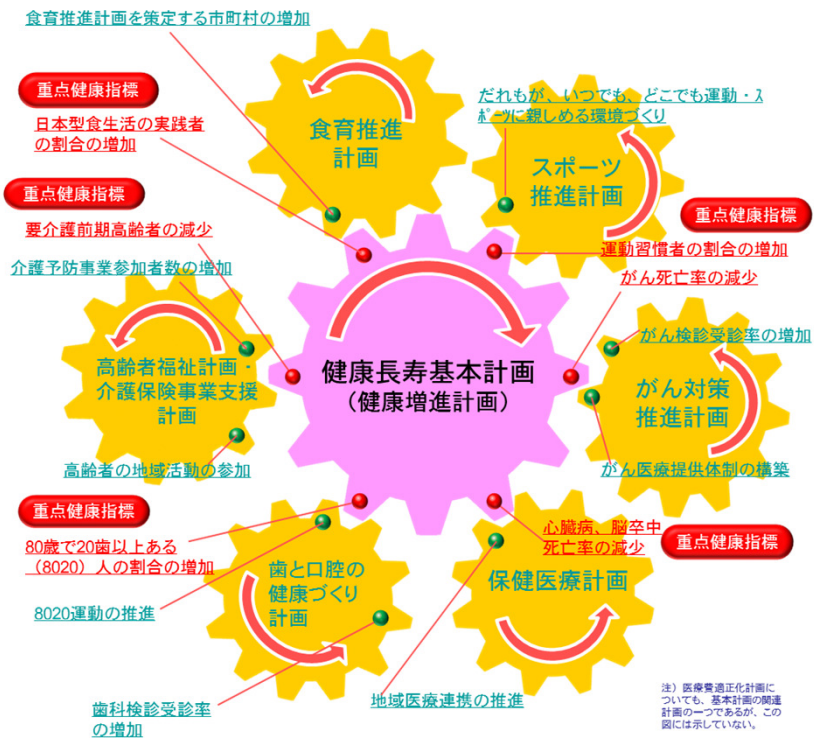 食育推進計画を策定する市町村の増加
重点健康指標
日本型食生活の実践者
の割合の増加
食育推進
計画
だれもが、いつでも、どこでも運動・ス
ポーツに親しめる環境づくり
スポーツ
推進計画
重点健康指標
要介護前期高齢者の減少
介護予防事業参加者数の増加
重点健康指標
運動習慣者の割合の増加
がん死亡率の減少
がん検診受診率の増加
高齢者福祉計画・
介護保険事業支援
計画
健康長寿基本計画
（健康増進計画）
がん対策
推進計画
高齢者の地域活動の参加
がん医療提供体制の構築
重点健康指標
80歳で20歯以上ある
（8020）人の割合の増加
8020運動の推進
歯と口腔の
健康づくり
計画
心臓病、脳卒中
死亡率の減少
重点健康指標
保健医療計画
歯科検診受診率
の増加
地域医療連携の推進
注）医療費適正化計画に
ついても、基本計画の関連
計画の一つであるが、この
図には示していない。